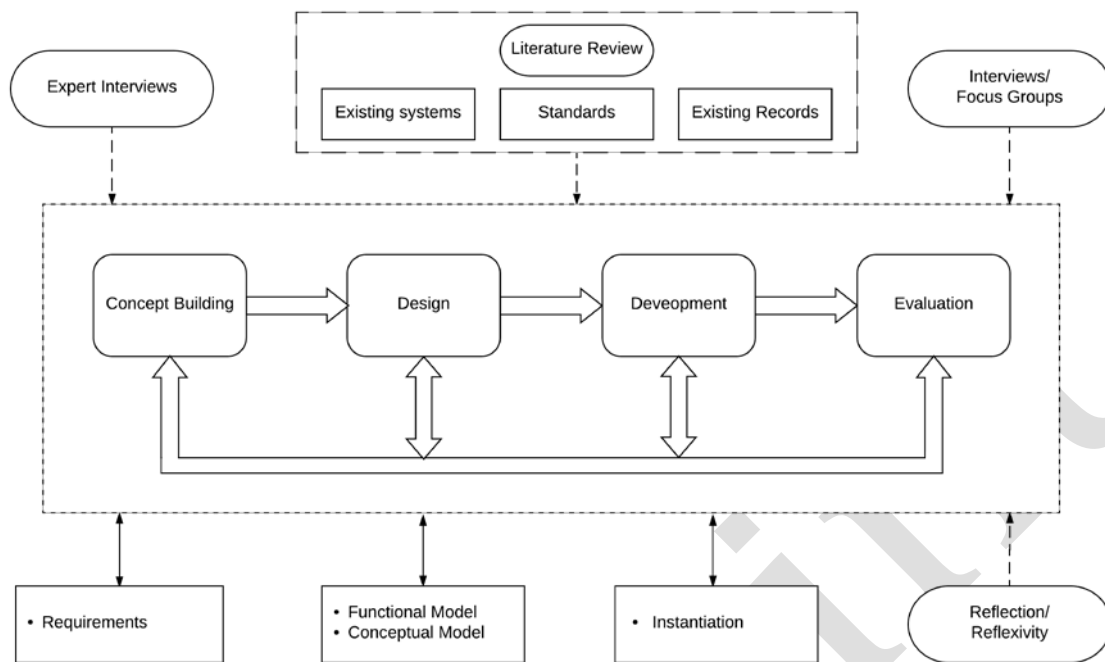 Literature Review
Expert Interviews
Interviews/
Focus Groups
Existing systems
Standards
Existing Records
Concept Building
Design
Deveopment
Evaluation
• Requirements
• Functional Model
• Conceptual Model
• Instantiation
Reflection/
Reflexivity